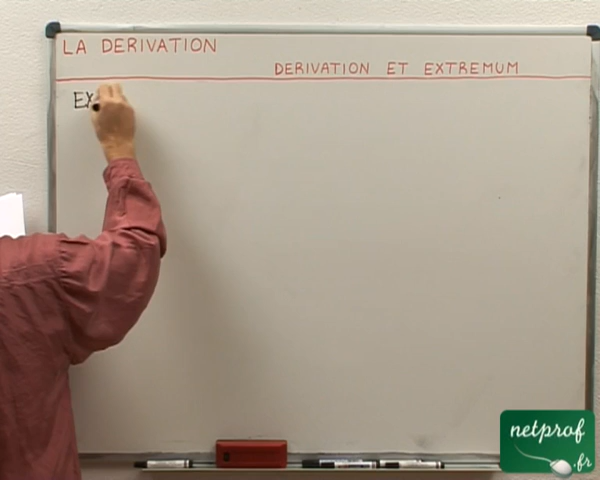 LA DERIVATION
DERIVATION ET EXTREMUM
EX
netprof
.fr